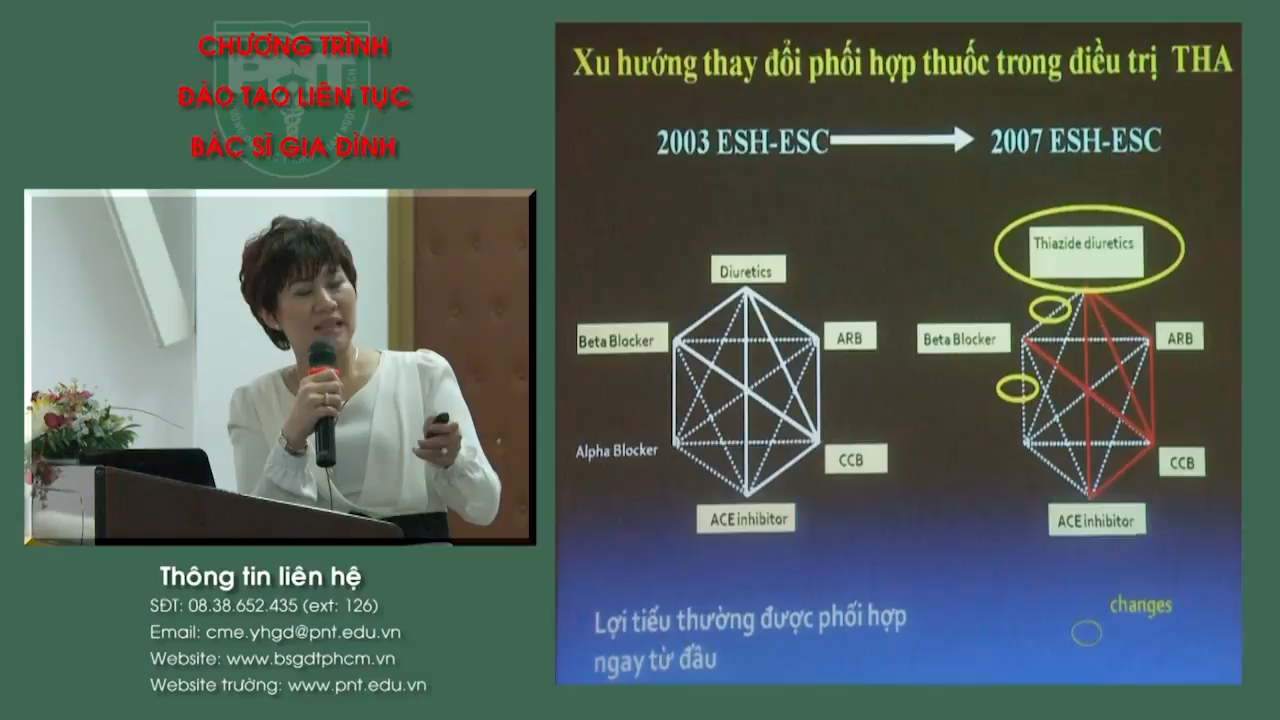 CHƯƠNG TRÌNH
ĐÀO TẠO LIÊN TỤC
BÁC SĨ GIA ĐÌNH
PNT
Thông tin liên hệ
SĐT: 08.38.652.435 (ext: 126)
Email: cme.yhgd@pnt.edu.vn
Website: www.bsgdtphcm.vn
Website trường: www.pnt.edu.vn
Xu hướng thay đổi phối hợp thuốc trong điều trị THA
2003 ESH-ESC
2007 ESH-ESC
Diuretics
Beta Blocker
ARB
Alpha Blocker
CCB
ACE inhibitor
Thiazide diuretics
Beta Blocker
ARB
CCB
ACE inhibitor
changes
Lợi tiểu thường được phối hợp
ngay từ đầu